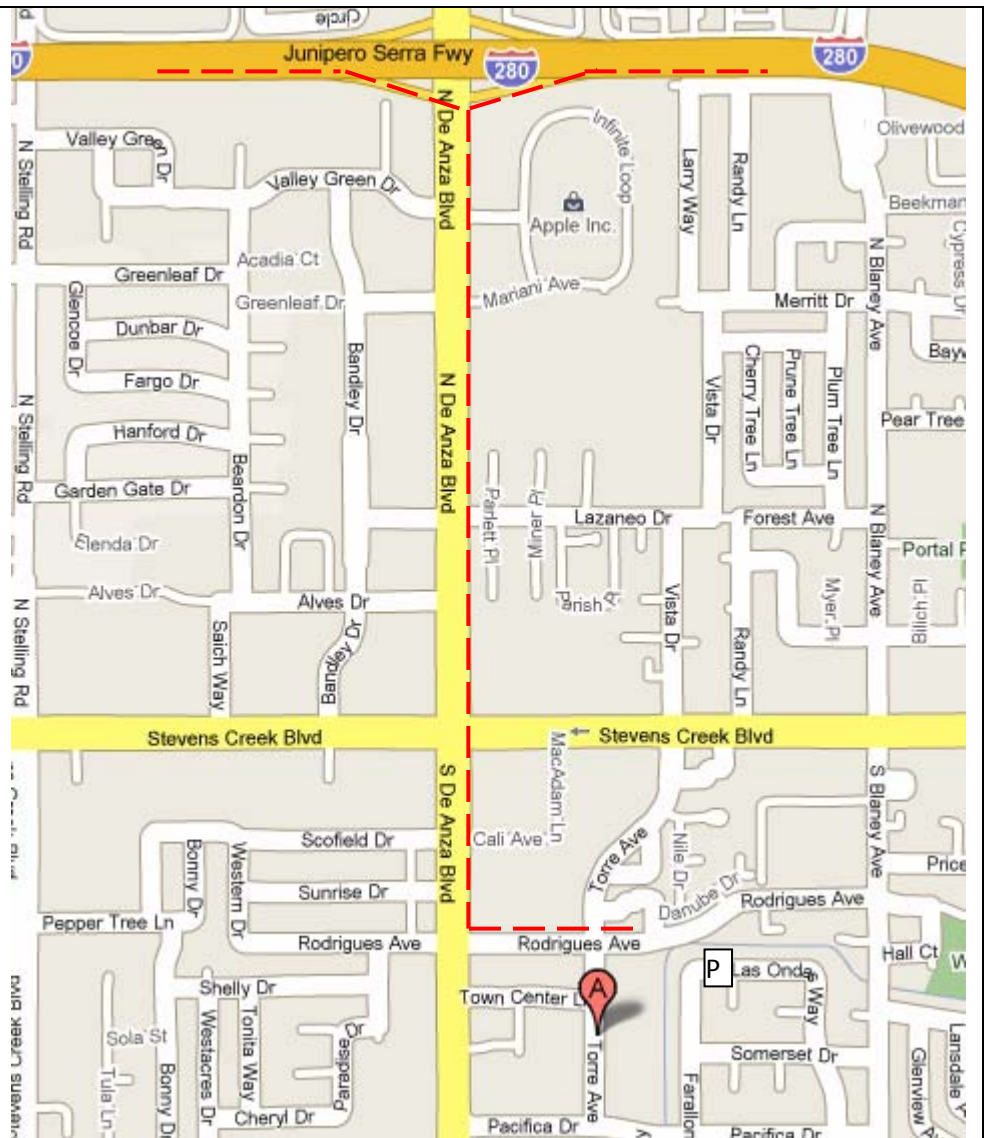 Circle
Junipero Serra Fwy
280
280
0
N De Anza Blvd
Infinite Loop
Olivewood
Valley Green Dr
N Stelling Rd
Valley Green Dr
Larry Way
Randy Ln
Apple Inc.
Beekman
Cypress Dr
N Blaney Ave
Acadia Ct
Greenleaf Dr
Greenleaf Dr
Mariani Ave
Merritt Dr
Glencoe Dr
Dunbar Dr
Bandley Dr
Fargo Dr
N De Anza Blvd
Vista Dr
Cherry Tree Ln
Prune Tree Ln
Plum Tree Ln
N Stelling Rd
Hanford Dr
Pear Tree
Beardon Dr
Garden Gate Dr
Parlett Pl
Miner Pl
Lazaneo Dr
Forest Ave
N Blaney Ave
Glenda Dr
Portal P
Alves Dr
Alves Dr
Parish Pl
Vista Dr
Myer Pl
Billich Pl
N Stelling Rd
Saich Way
Bandley Dr
Randy Ln
Stevens Creek Blvd
Stevens Creek Blvd
MacAdam Ln
S De Anza Blvd
S Blaney Ave
Scofield Dr
Cali Ave
Torre Ave
Nile Dr
Bonny Dr
Western Dr
Price
Sunrise Dr
Danube Dr
Rodrigues Ave
Pepper Tree Ln
Rodrigues Ave
Rodrigues Ave
Hall Ct
W
P
Las Ondas Way
A
Shelly Dr
Town Center L
Sola St
Westacres Dr
Tonita Way
Paradise Dr
Somerset Dr
Lansdale
Glenview A
Stevens Creek Blvd
Tula Ln
Bonny Dr
Torre Ave
Farallon
Cheryl Dr
Pacifica Dr
Pacifica Dr